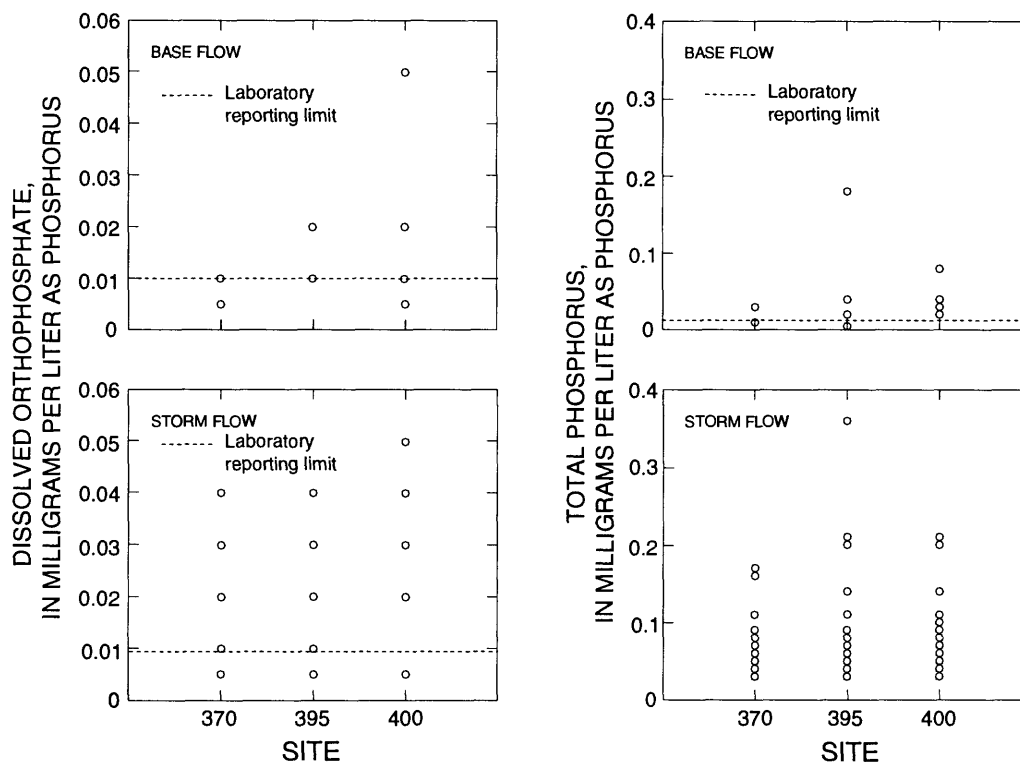 DISSOLVED ORTHOPHOSPHATE,
IN MILLIGRAMS PER LITER AS PHOSPHORUS
0.06
0.05
0.04
0.03
0.02
0.01
0
BASE FLOW
Laboratory
reporting limit
0.06
0.05
0.04
0.03
0.02
0.01
0
STORM FLOW
Laboratory
reporting limit
370
395
400
SITE
TOTAL PHOSPHORUS,
IN MILLIGRAMS PER LITER AS PHOSPHORUS
0.4
0.3
0.2
0.1
0
BASE FLOW
Laboratory
reporting limit
0.4
0.3
0.2
0.1
0
STORM FLOW
370
395
400
SITE